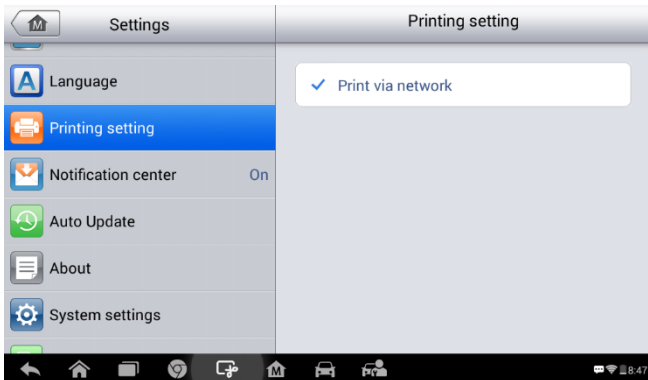 M
Settings
Printing setting
A
Language
Print via network
Printing setting
Notification center
On
Auto Update
About
System settings
M
8:47